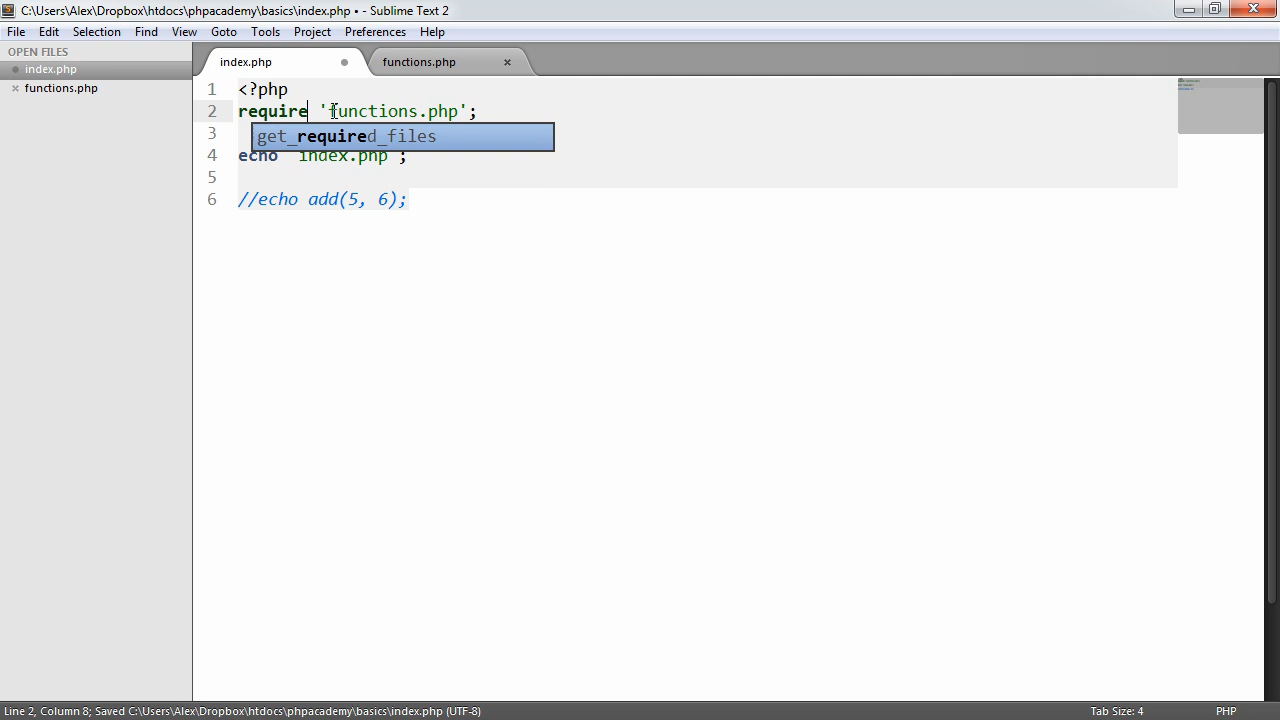 C:\Users\Alex\Dropbox\htdocs\phpacademy\basics\index.php • - Sublime Text 2
File Edit Selection Find View Goto Tools Project Preferences Help
OPEN FILES
index.php
functions.php
index.php
functions.php
1 <?php
2 require 'functions.php';
get_required_files
3
4 echo index.php ;
5
6 //echo add(5, 6);
Line 2, Column 8; Saved C:\Users\Alex\Dropbox\htdocs\phpacademy\basics\index.php (UTF-8)
Tab Size: 4
PHP